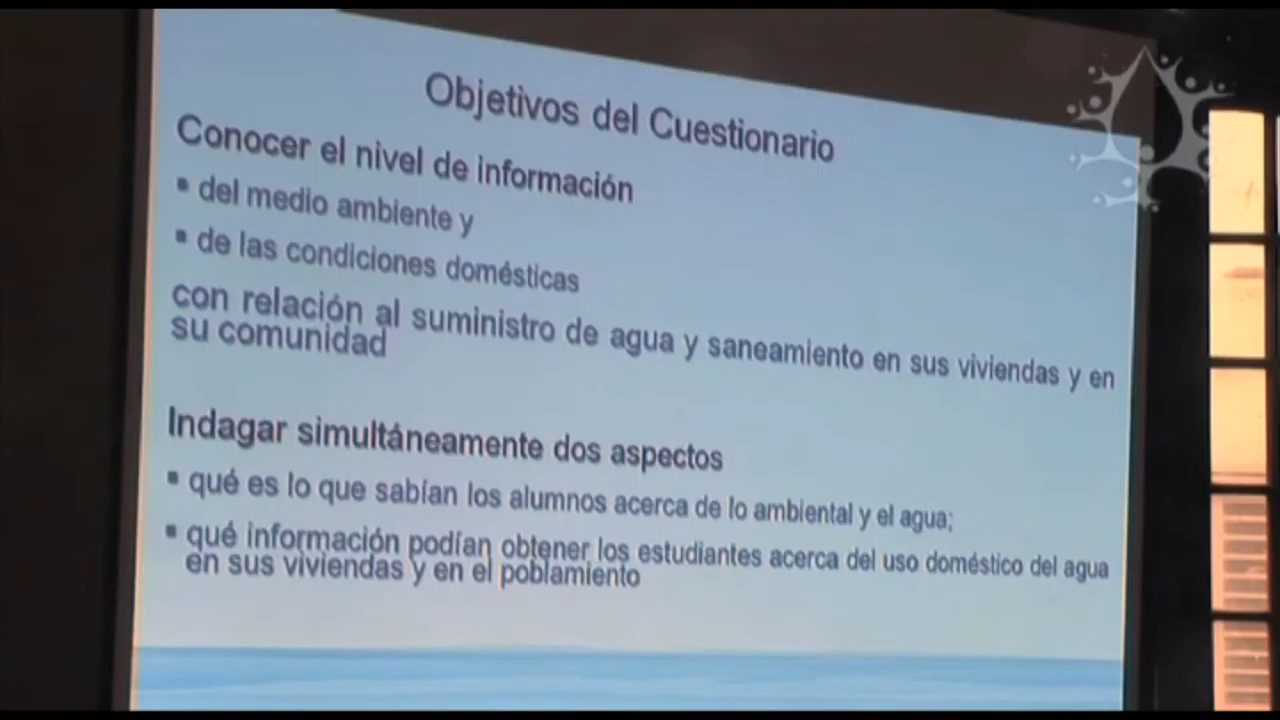 Objetivos del Cuestionario
Conocer el nivel de información
▪ del medio ambiente y
▪ de las condiciones domésticas
con relación al suministro de agua y saneamiento en sus viviendas y en
su comunidad
Indagar simultáneamente dos aspectos
▪ qué es lo que sabían los alumnos acerca de lo ambiental y el agua;
▪ qué información podían obtener los estudiantes acerca del uso doméstico del agua
en sus viviendas y en el poblamiento